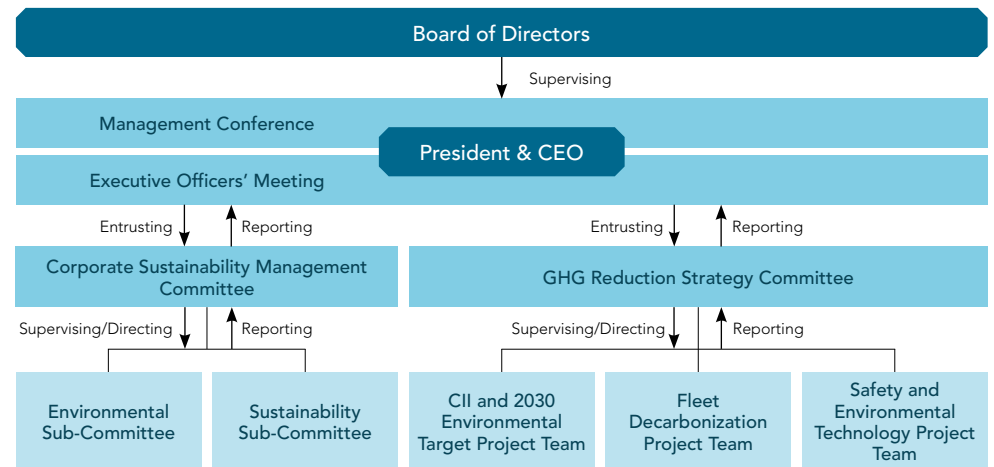 Board of Directors
Supervising
Management Conference
President & CEO
Executive Officers’ Meeting
Entrusting
Reporting
Entrusting
Reporting
Corporate Sustainability Management
Committee
GHG Reduction Strategy Committee
Supervising/Directing
Reporting
Supervising/Directing
Reporting
Environmental
Sub-Committee
Sustainability
Sub-Committee
CII and 2030
Environmental
Target Project Team
Fleet
Decarbonization
Project Team
Safety and
Environmental
Technology Project
Team